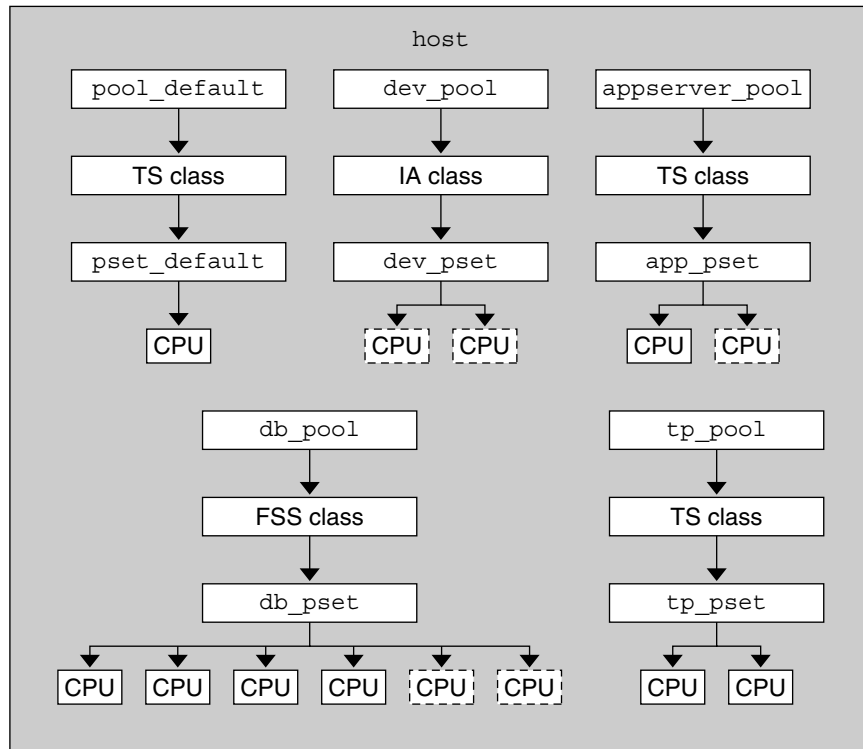 host
pool_default
dev_pool
appserver_pool
TS class
IA class
TS class
pset_default
dev_pset
app_pset
CPU
CPU
CPU
CPU
CPU
db_pool
tp_pool
FSS class
TS class
db_pset
tp_pset
CPU
CPU
CPU
CPU
CPU
CPU
CPU
CPU